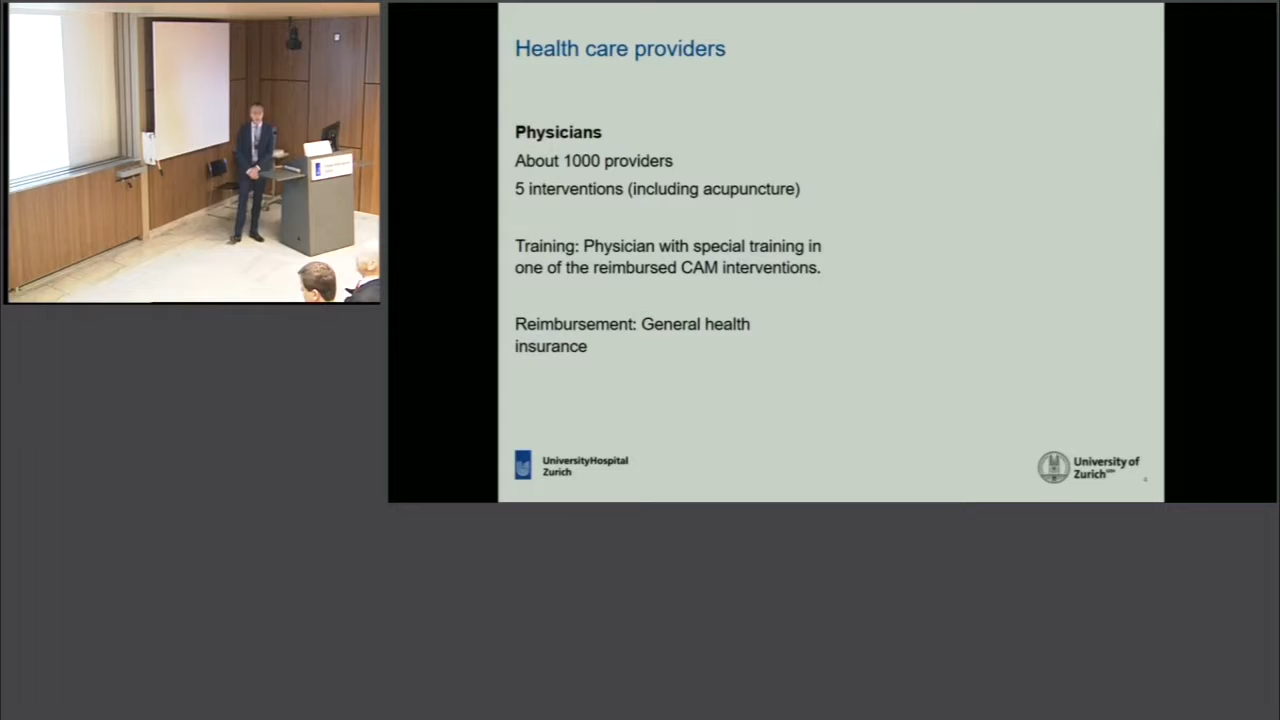 Health care providers
Physicians
About 1000 providers
5 interventions (including acupuncture)
Training: Physician with special training in
one of the reimbursed CAM interventions.
Reimbursement: General health
insurance
UniversityHospital
Zurich
University of
Zurich
4